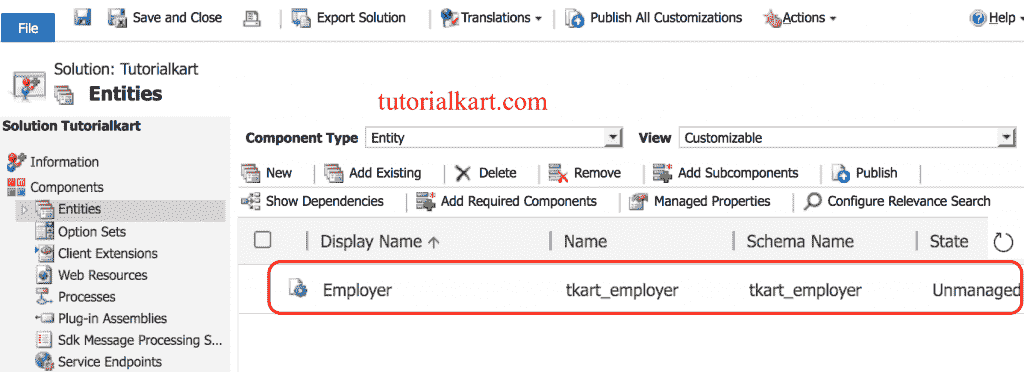 File
Save and Close
Export Solution
Translations
Publish All Customizations
Actions
Help
Solution: Tutorialkart
Entities
tutorialkart.com
Solution Tutorialkart
Information
Components
Entities
Option Sets
Client Extensions
Web Resources
Processes
Plug-in Assemblies
Sdk Message Processing S...
Service Endpoints
Component Type Entity View Customizable
New Add Existing Delete Remove Add Subcomponents Publish
Show Dependencies Add Required Components Managed Properties Configure Relevance Search
Display Name Name Schema Name State
Employer tkart_employer tkart_employer Unmanaged